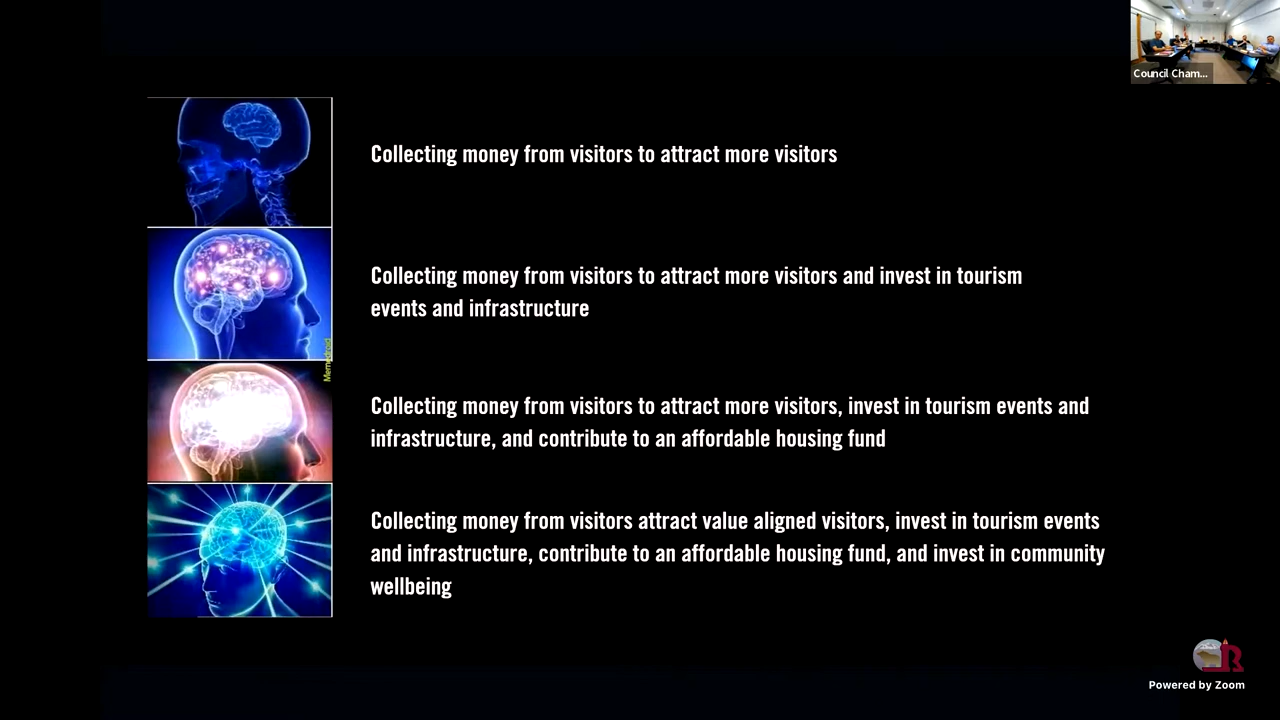 Council Cham...
Collecting money from visitors to attract more visitors
Collecting money from visitors to attract more visitors and invest in tourism
events and infrastructure
Memedroid
Collecting money from visitors to attract more visitors, invest in tourism events and
infrastructure, and contribute to an affordable housing fund
Collecting money from visitors attract value aligned visitors, invest in tourism events
and infrastructure, contribute to an affordable housing fund, and invest in community
wellbeing
R
Powered by Zoom